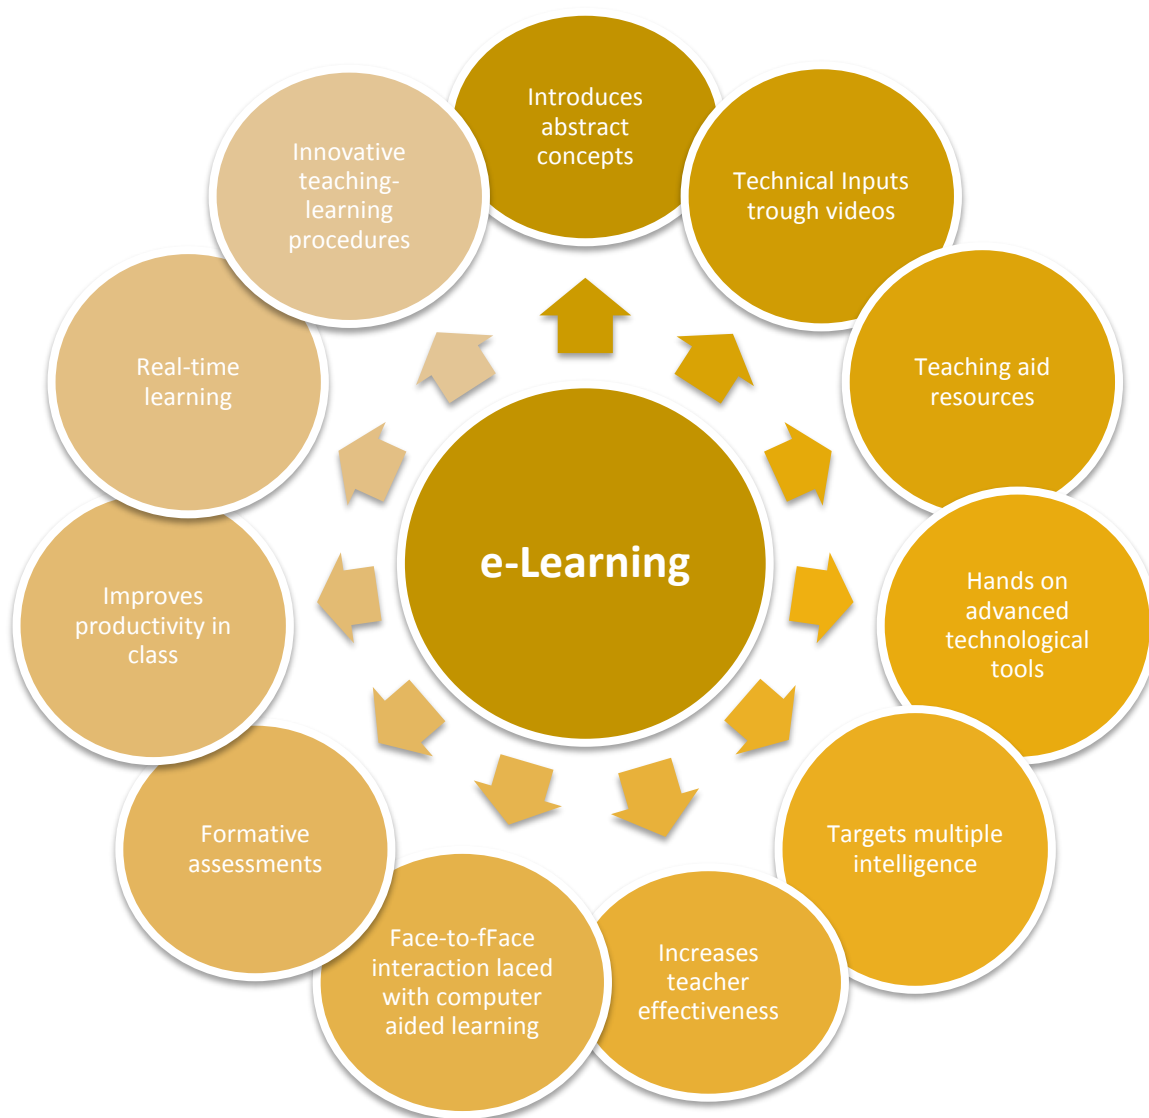 Introduces
abstract
concepts
Technical Inputs
trough videos
Teaching aid
resources
Hands on
advanced
technological
tools
Targets multiple
intelligence
Increases
teacher
effectiveness
Face-to-fFace
interaction laced
with computer
aided learning
Formative
assessments
Improves
productivity in
class
Real-time
learning
Innovative
teaching-
learning
procedures
e-Learning